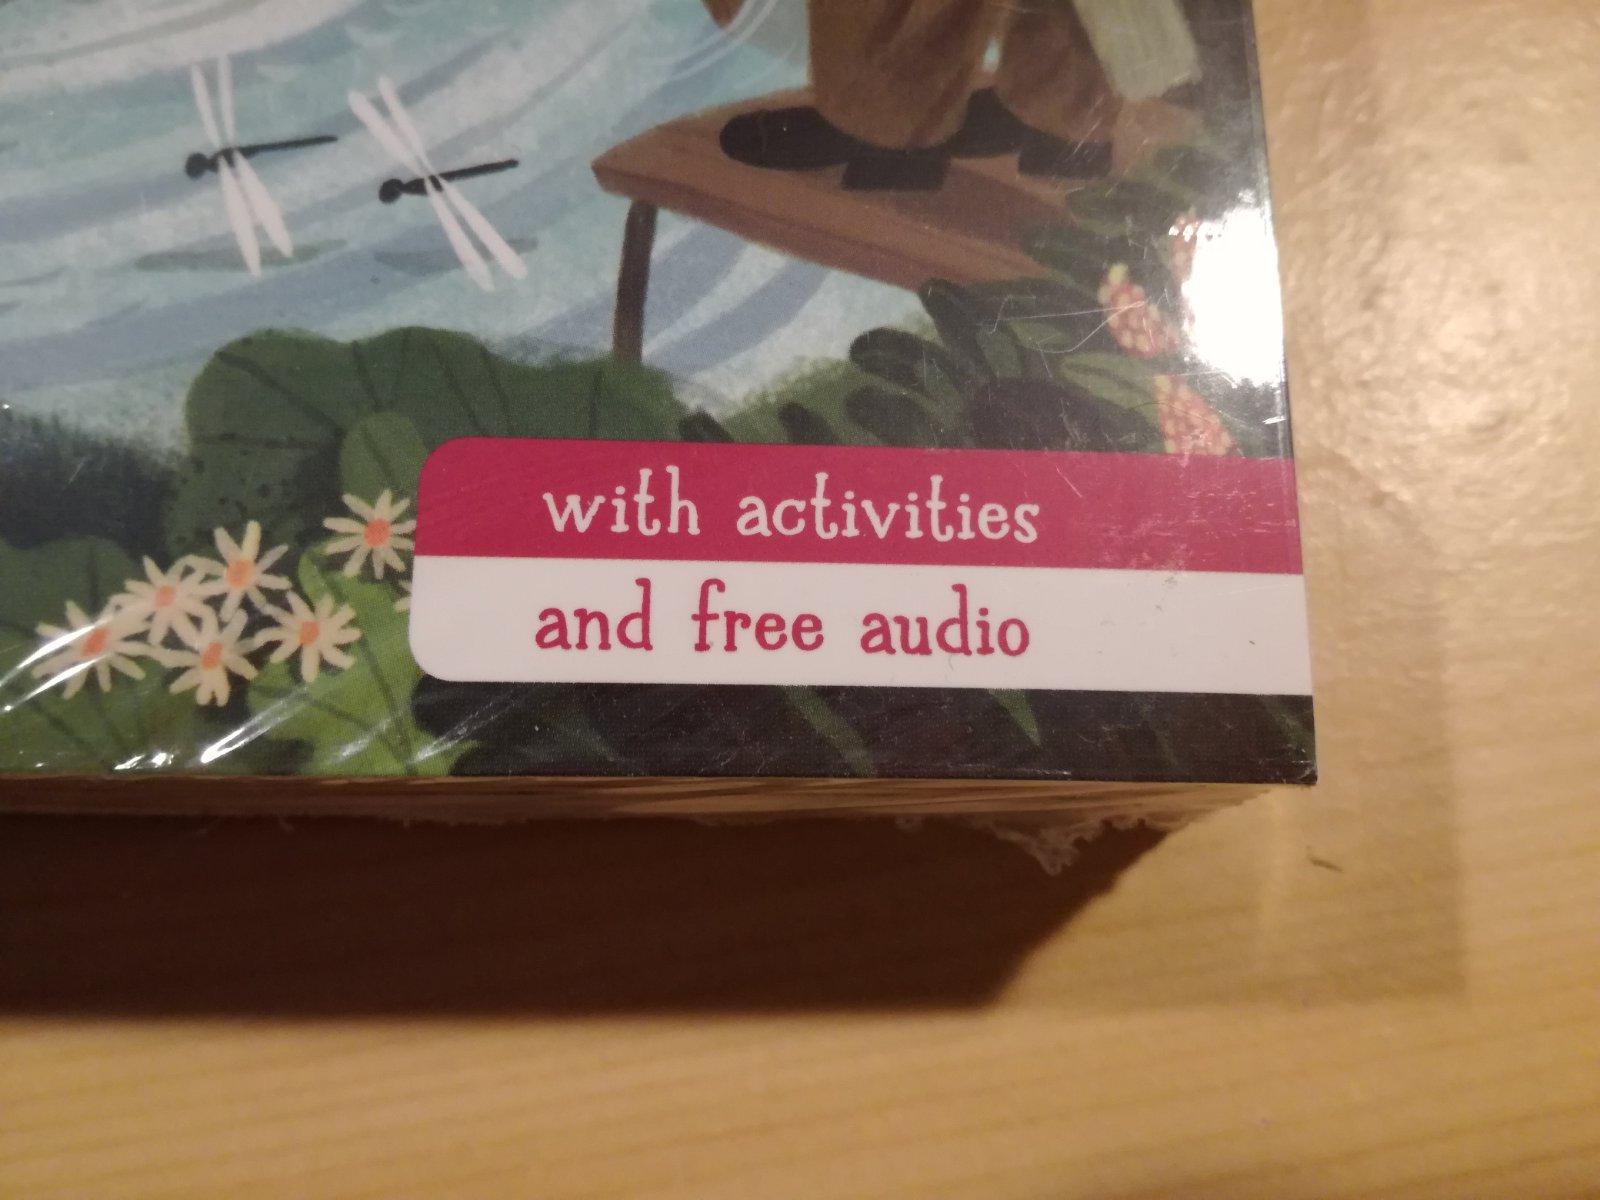 with activities
and free audio